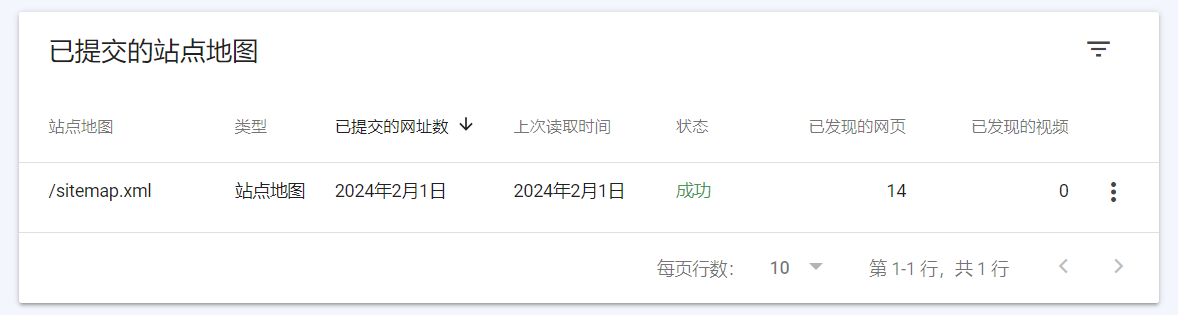 已提交的站点地图
站点地图 类型 已提交的网址数 上次读取时间 状态 已发现的网页 已发现的视频
/sitemap.xml 站点地图 2024年2月1日 2024年2月1日 成功 14 0
每页行数： 10 第 1-1 行，共 1 行